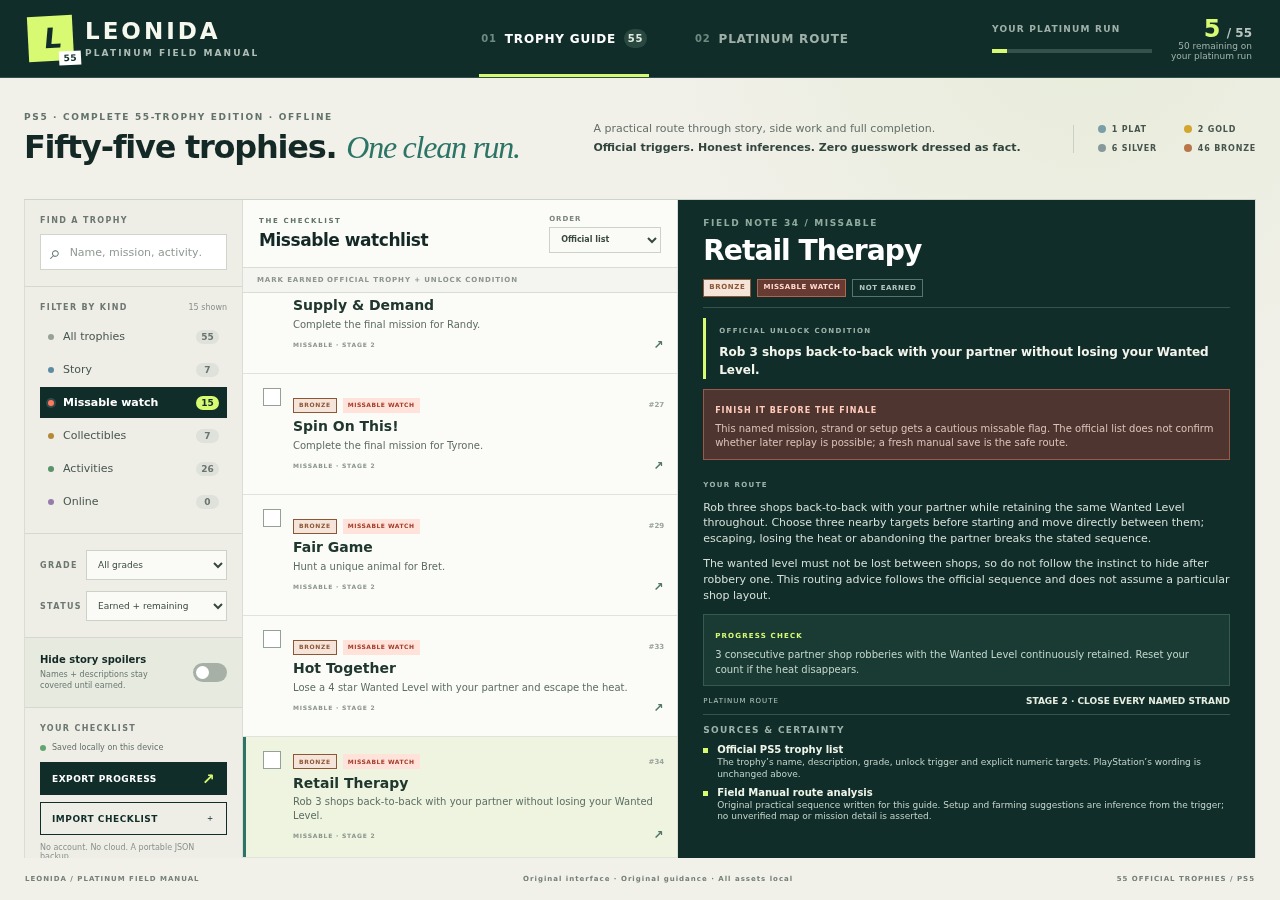 L
55
LEONIDA
PLATINUM FIELD MANUAL
01 TROPHY GUIDE 55
02 PLATINUM ROUTE
YOUR PLATINUM RUN
5 / 55
50 remaining on
your platinum run
PS5 · COMPLETE 55-TROPHY EDITION · OFFLINE
Fifty-five trophies. One clean run.
A practical route through story, side work and full completion.
Official triggers. Honest inferences. Zero guesswork dressed as fact.
1 PLAT
2 GOLD
6 SILVER
46 BRONZE
FIND A TROPHY
Name, mission, activity.
FILTER BY KIND
15 shown
All trophies 55
Story 7
Missable watch 15
Collectibles 7
Activities 26
Online 0
GRADE All grades
STATUS Earned + remaining
Hide story spoilers
Names + descriptions stay
covered until earned.
YOUR CHECKLIST
Saved locally on this device
EXPORT PROGRESS ↗
IMPORT CHECKLIST +
No account. No cloud. A portable JSON
backup.
THE CHECKLIST
Missable watchlist
ORDER
Official list
MARK EARNED OFFICIAL TROPHY + UNLOCK CONDITION
Supply & Demand
Complete the final mission for Randy.
MISSABLE · STAGE 2 ↗
BRONZE MISSABLE WATCH #27
Spin On This!
Complete the final mission for Tyrone.
MISSABLE · STAGE 2 ↗
BRONZE MISSABLE WATCH #29
Fair Game
Hunt a unique animal for Bret.
MISSABLE · STAGE 2 ↗
BRONZE MISSABLE WATCH #33
Hot Together
Lose a 4 star Wanted Level with your partner and escape the heat.
MISSABLE · STAGE 2 ↗
BRONZE MISSABLE WATCH #34
Retail Therapy
Rob 3 shops back-to-back with your partner without losing your Wanted
Level.
MISSABLE · STAGE 2 ↗
FIELD NOTE 34 / MISSABLE
Retail Therapy
BRONZE MISSABLE WATCH NOT EARNED
OFFICIAL UNLOCK CONDITION
Rob 3 shops back-to-back with your partner without losing your Wanted
Level.
FINISH IT BEFORE THE FINALE
This named mission, strand or setup gets a cautious missable flag. The official list does not confirm
whether later replay is possible; a fresh manual save is the safe route.
YOUR ROUTE
Rob three shops back-to-back with your partner while retaining the same Wanted Level
throughout. Choose three nearby targets before starting and move directly between them;
escaping, losing the heat or abandoning the partner breaks the stated sequence.
The wanted level must not be lost between shops, so do not follow the instinct to hide after
robbery one. This routing advice follows the official sequence and does not assume a particular
shop layout.
PROGRESS CHECK
3 consecutive partner shop robberies with the Wanted Level continuously retained. Reset your
count if the heat disappears.
PLATINUM ROUTE
STAGE 2 · CLOSE EVERY NAMED STRAND
SOURCES & CERTAINTY
Official PS5 trophy list
The trophy’s name, description, grade, unlock trigger and explicit numeric targets. PlayStation’s wording is
unchanged above.
Field Manual route analysis
Original practical sequence written for this guide. Setup and farming suggestions are inference from the trigger;
no unverified map or mission detail is asserted.
LEONIDA / PLATINUM FIELD MANUAL
Original interface · Original guidance · All assets local
55 OFFICIAL TROPHIES / PS5